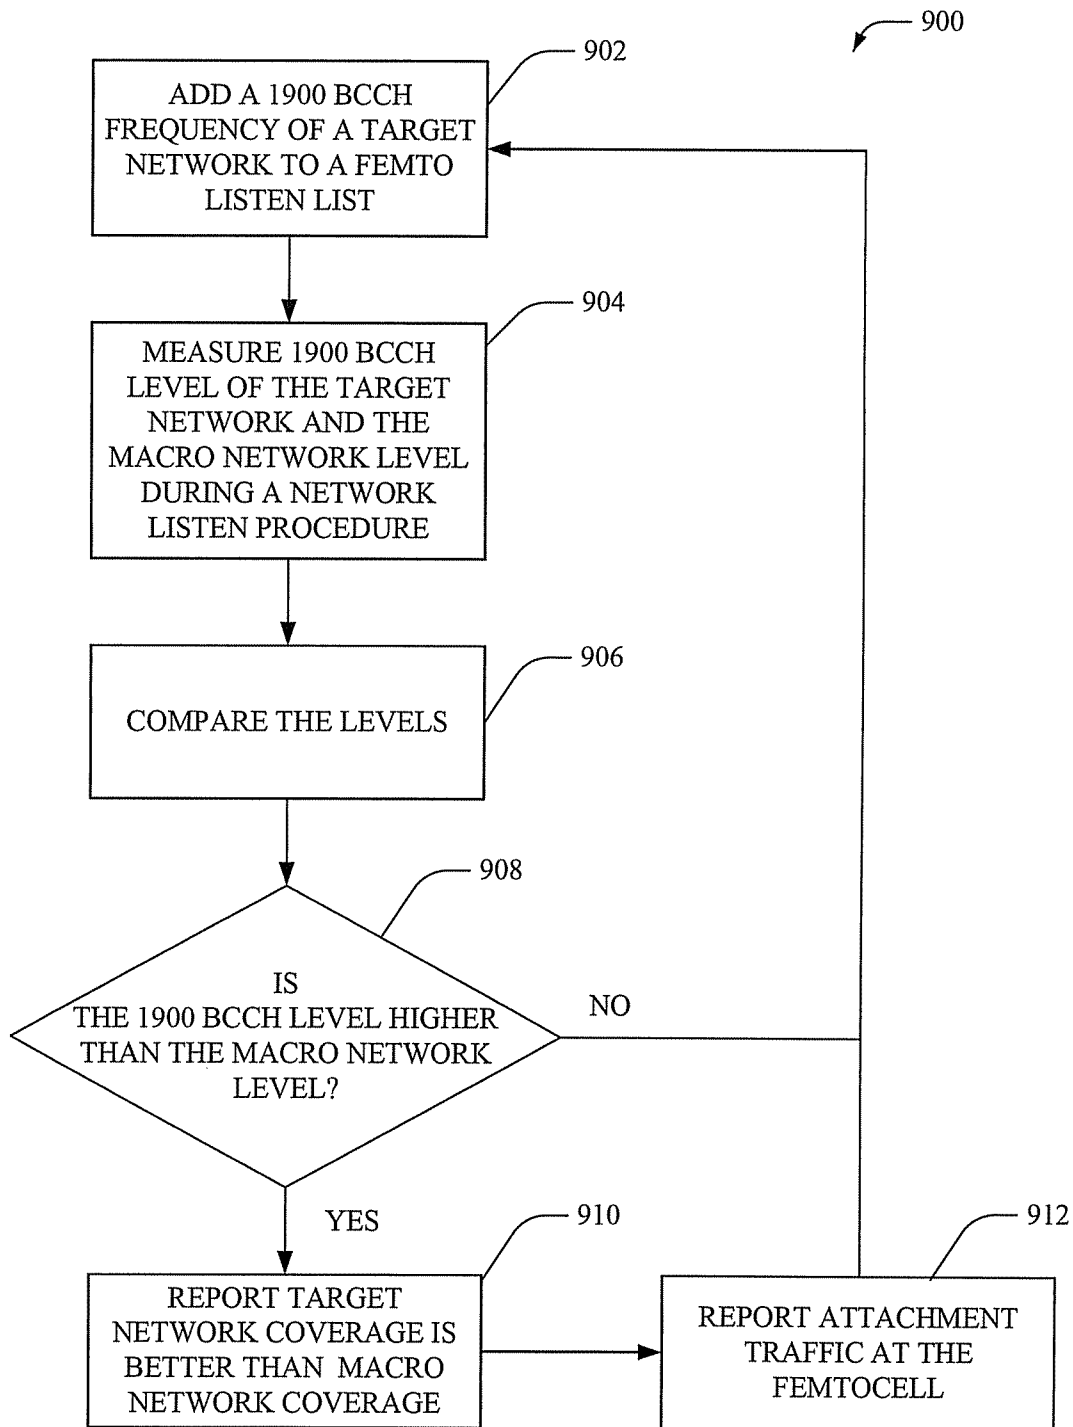 900
902
ADD A 1900 BCCH
FREQUENCY OF A TARGET
NETWORK TO A FEMTO
LISTEN LIST
904
MEASURE 1900 BCCH
LEVEL OF THE TARGET
NETWORK AND THE
MACRO NETWORK LEVEL
DURING A NETWORK
LISTEN PROCEDURE
906
COMPARE THE LEVELS
908
IS
THE 1900 BCCH LEVEL HIGHER
THAN THE MACRO NETWORK
LEVEL?
NO
YES
910
REPORT TARGET
NETWORK COVERAGE IS
BETTER THAN MACRO
NETWORK COVERAGE
912
REPORT ATTACHMENT
TRAFFIC AT THE
FEMTOCELL